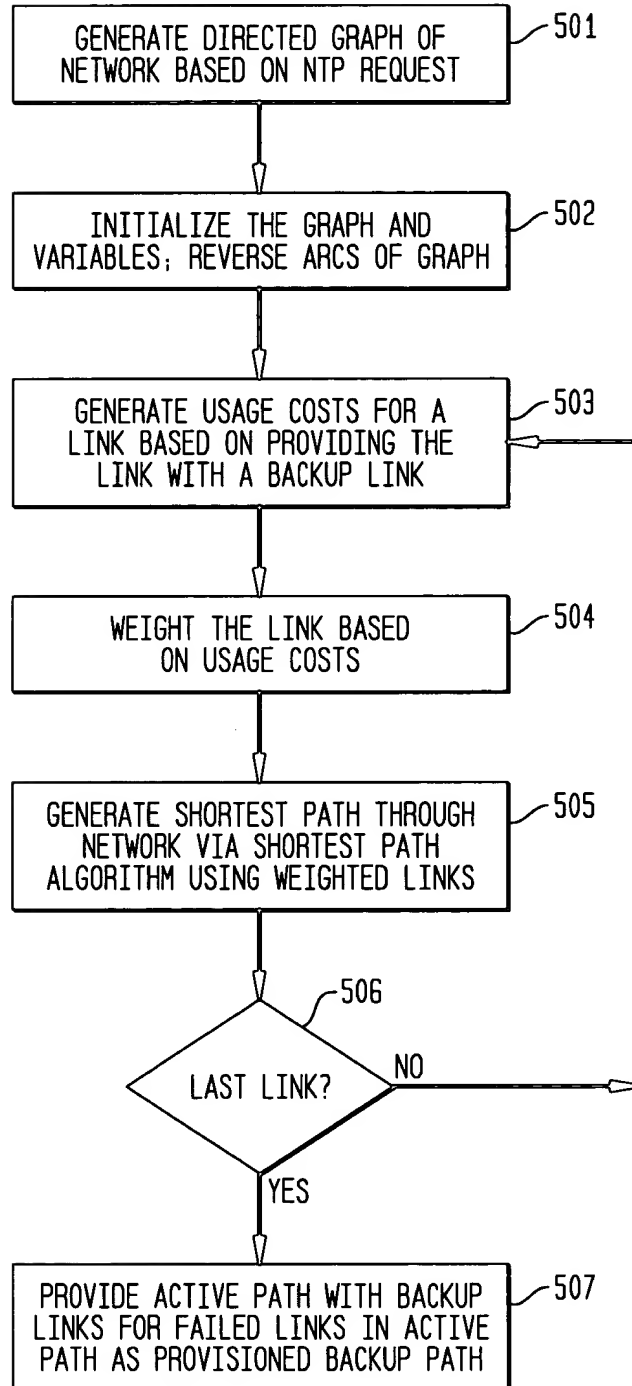 GENERATE DIRECTED GRAPH OF
NETWORK BASED ON NTP REQUEST
501
INITIALIZE THE GRAPH AND
VARIABLES; REVERSE ARCS OF GRAPH
502
GENERATE USAGE COSTS FOR A
LINK BASED ON PROVIDING THE
LINK WITH A BACKUP LINK
503
WEIGHT THE LINK BASED
ON USAGE COSTS
504
GENERATE SHORTEST PATH THROUGH
NETWORK VIA SHORTEST PATH
ALGORITHM USING WEIGHTED LINKS
505
506
LAST LINK?
NO
YES
PROVIDE ACTIVE PATH WITH BACKUP
LINKS FOR FAILED LINKS IN ACTIVE
PATH AS PROVISIONED BACKUP PATH
507